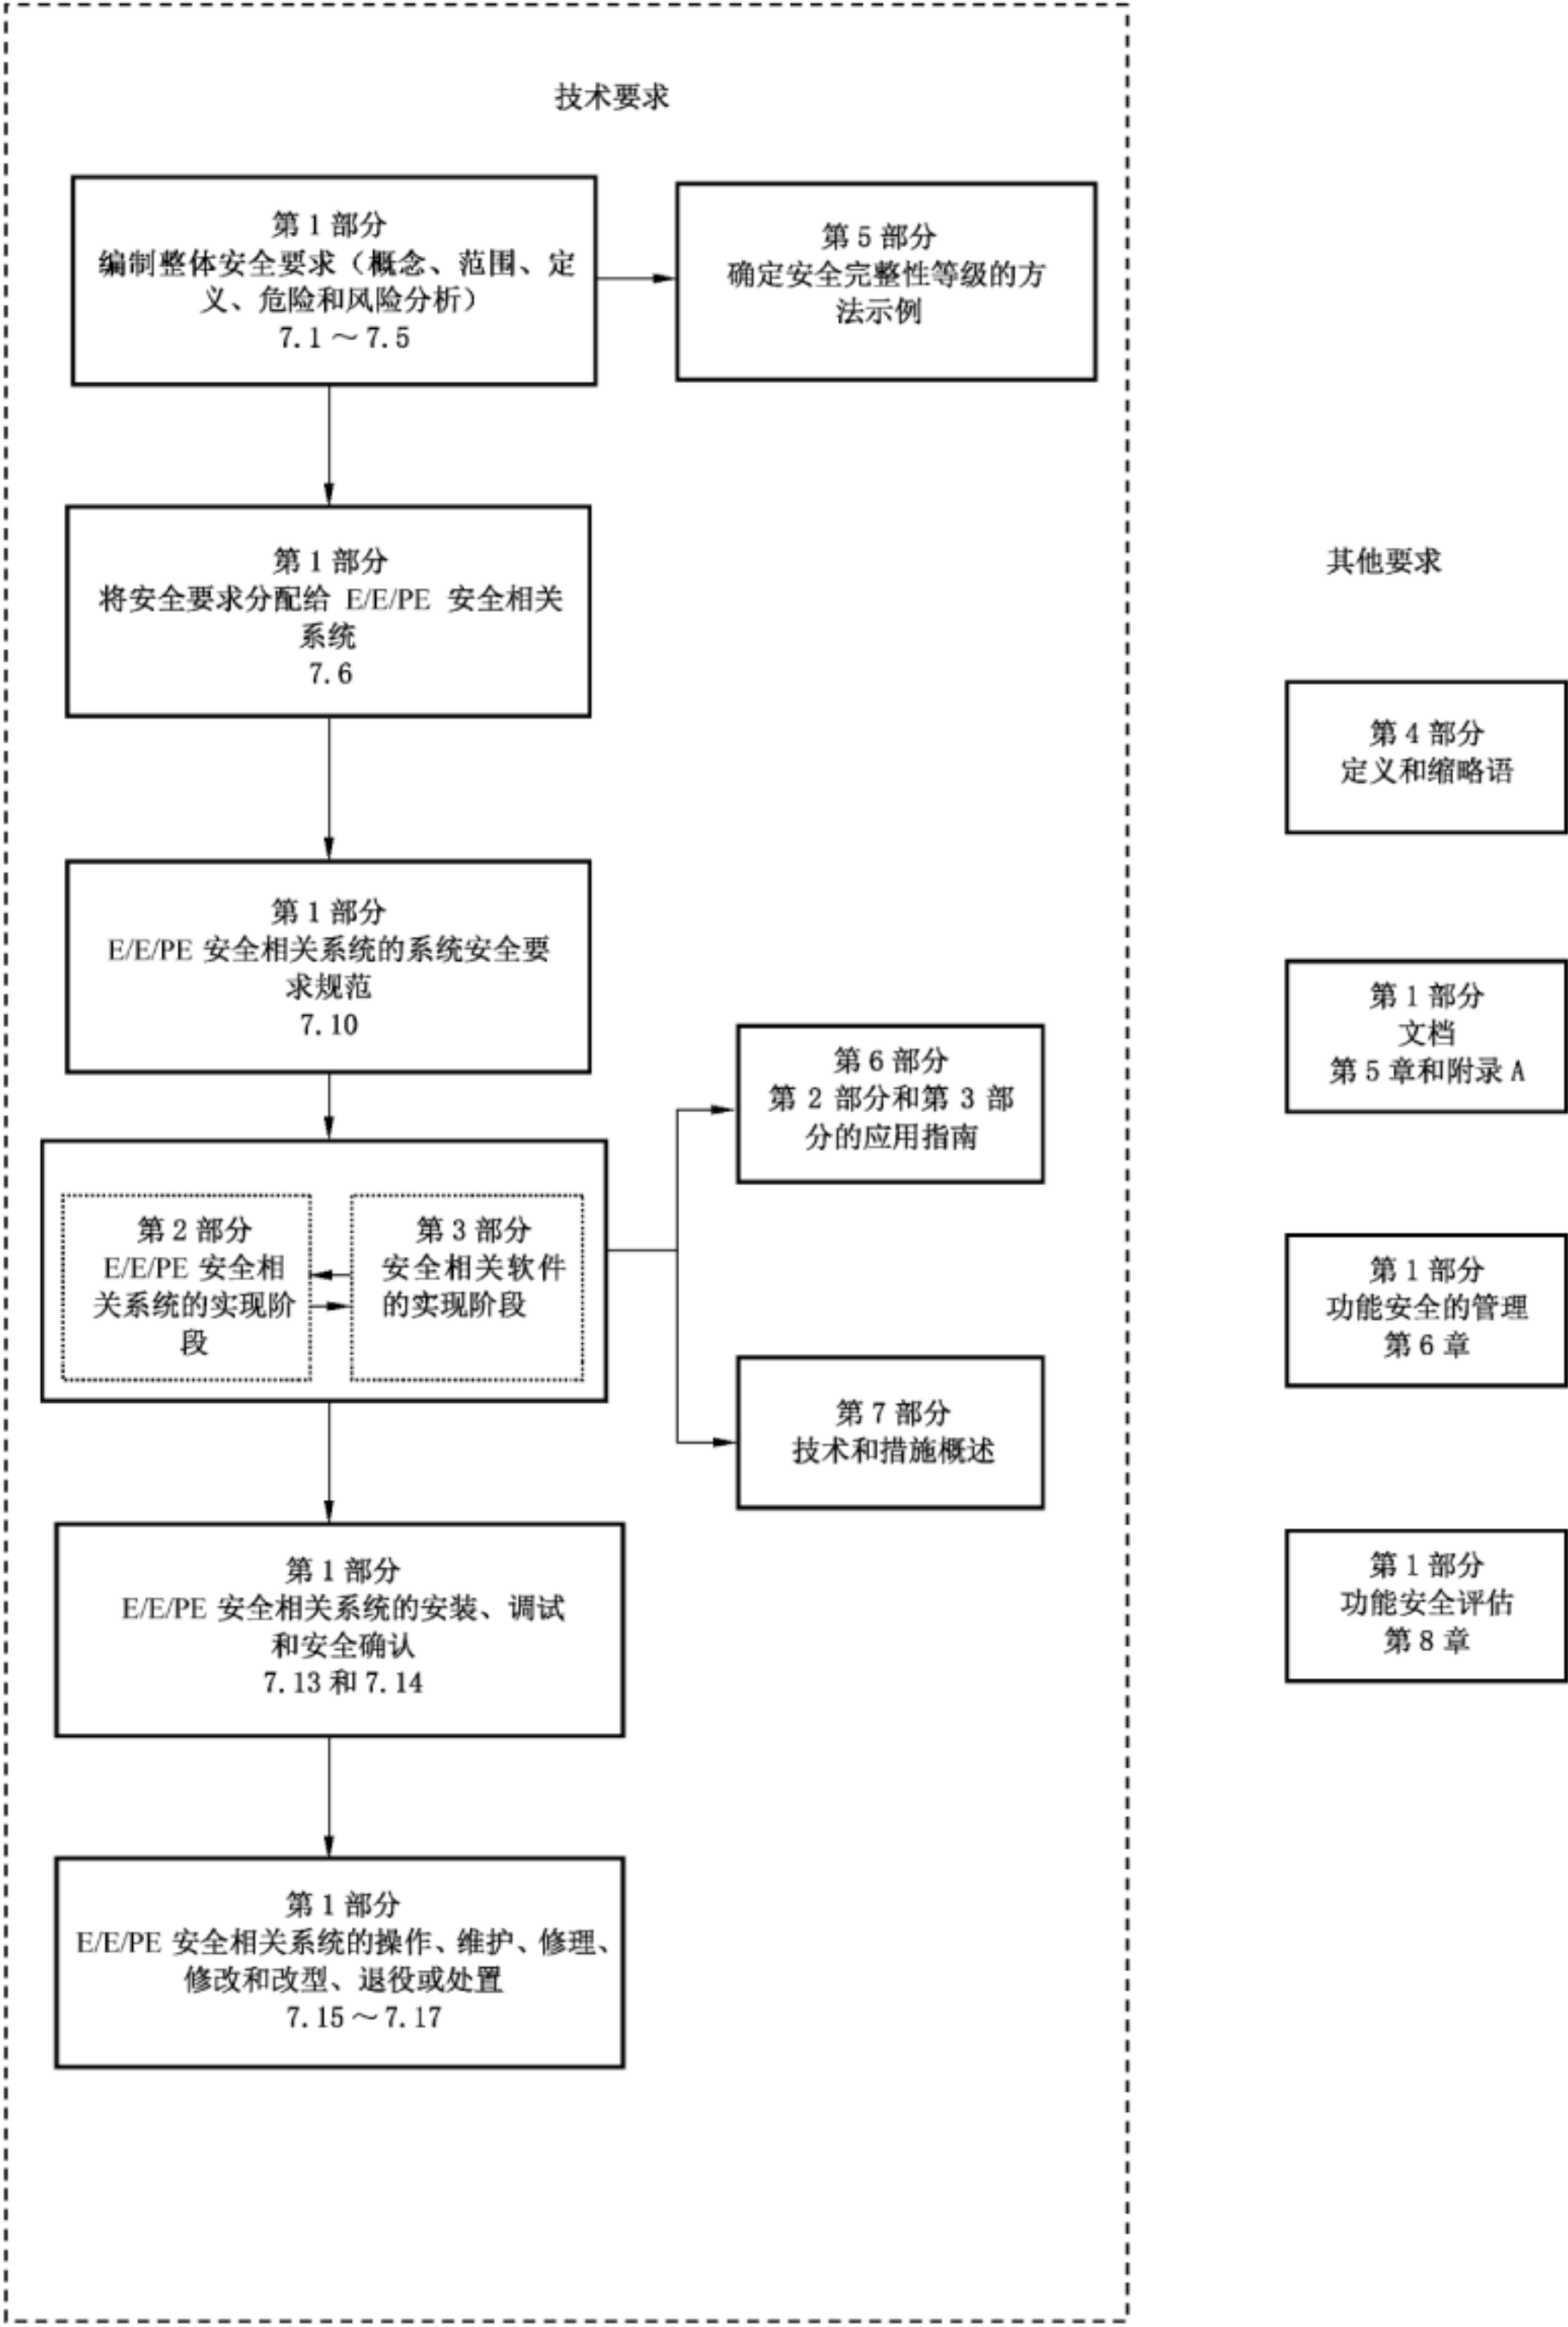 技术要求
第 1 部分
编制整体安全要求（概念、范围、定
义、危险和风险分析）
7.1～7.5
第 5 部分
确定安全完整性等级的方
法示例
第 1 部分
将安全要求分配给 E/E/PE 安全相关
系统
7.6
第 1 部分
E/E/PE 安全相关系统的系统安全要
求规范
7.10
第 2 部分
E/E/PE 安全相
关系统的实现阶
段
第 3 部分
安全相关软件
的实现阶段
第 6 部分
第 2 部分和第 3 部
分的应用指南
第 7 部分
技术和措施概述
第 1 部分
E/E/PE 安全相关系统的安装、调试
和安全确认
7.13 和 7.14
第 1 部分
E/E/PE 安全相关系统的操作、维护、修理、
修改和改型、退役或处置
7.15～7.17
其他要求
第 4 部分
定义和缩略语
第 1 部分
文档
第 5 章和附录 A
第 1 部分
功能安全的管理
第 6 章
第 1 部分
功能安全评估
第 8 章